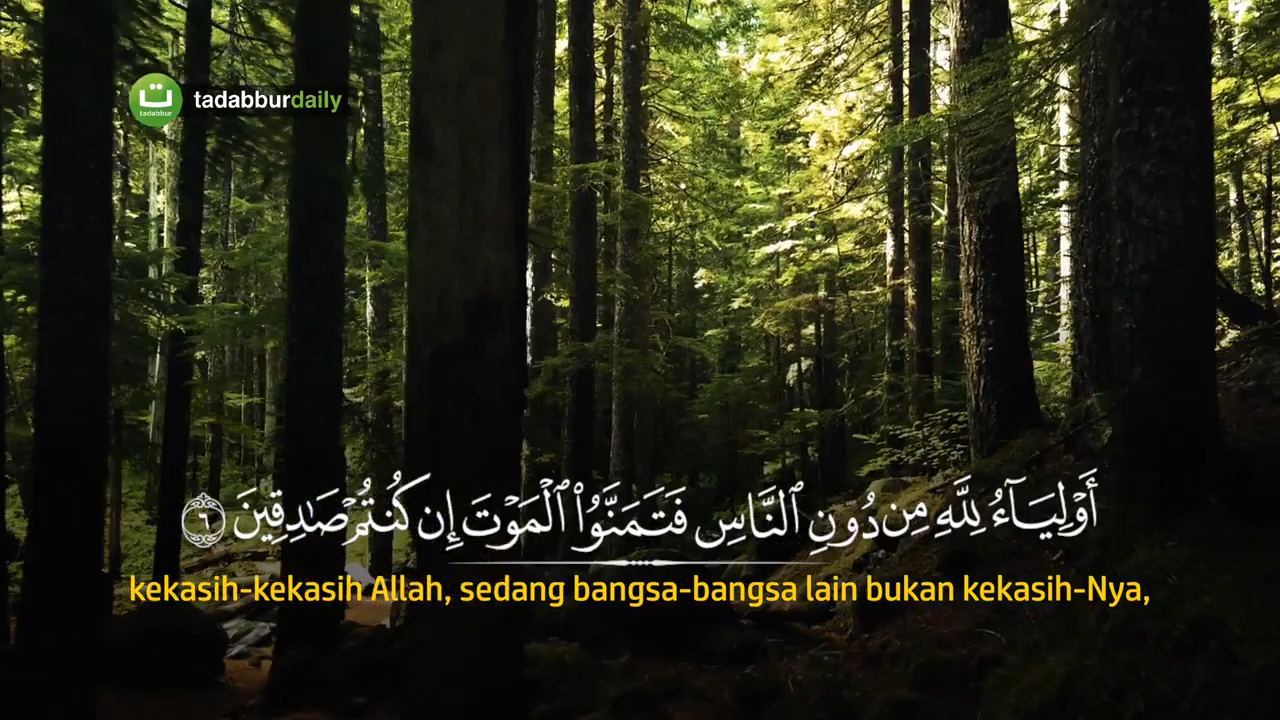 ت
tadabbur
tadabburdaily
أَوْلِيَآءُ لِلَّهِ مِن دُونِ ٱلنَّاسِ فَتَمَنَّوُا۟ ٱلْمَوْتَ إِن كُنتُمْ صَـٰدِقِينَ ٦
kekasih-kekasih Allah, sedang bangsa-bangsa lain bukan kekasih-Nya,